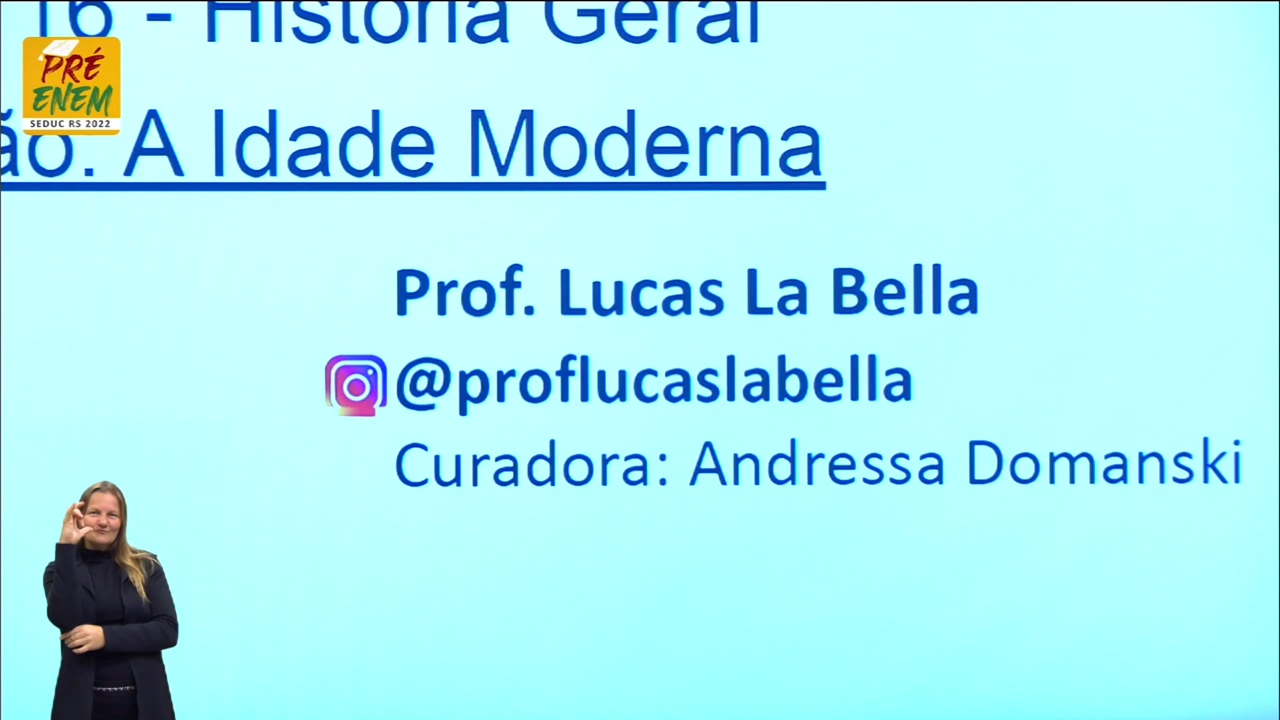 16 - História Geral
PRÉ
ENEM
SEDUC RS 2022
ão. A Idade Moderna
Prof. Lucas La Bella
@proflucaslabella
Curadora: Andressa Domanski